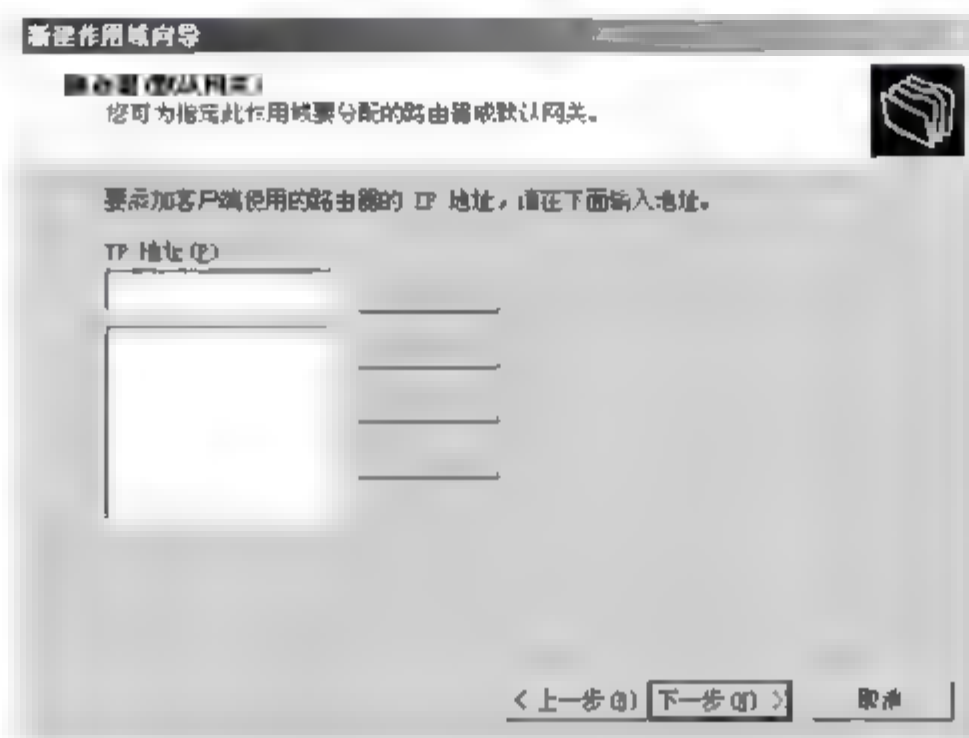 新建作用域向导
路由器(默认网关)
您可为指定此作用域要分配的路由器或默认网关。
要添加客户端使用的路由器的 IP 地址，请在下面输入地址。
IP 地址(P)
< 上一步(B)
下一步(N) >
取消